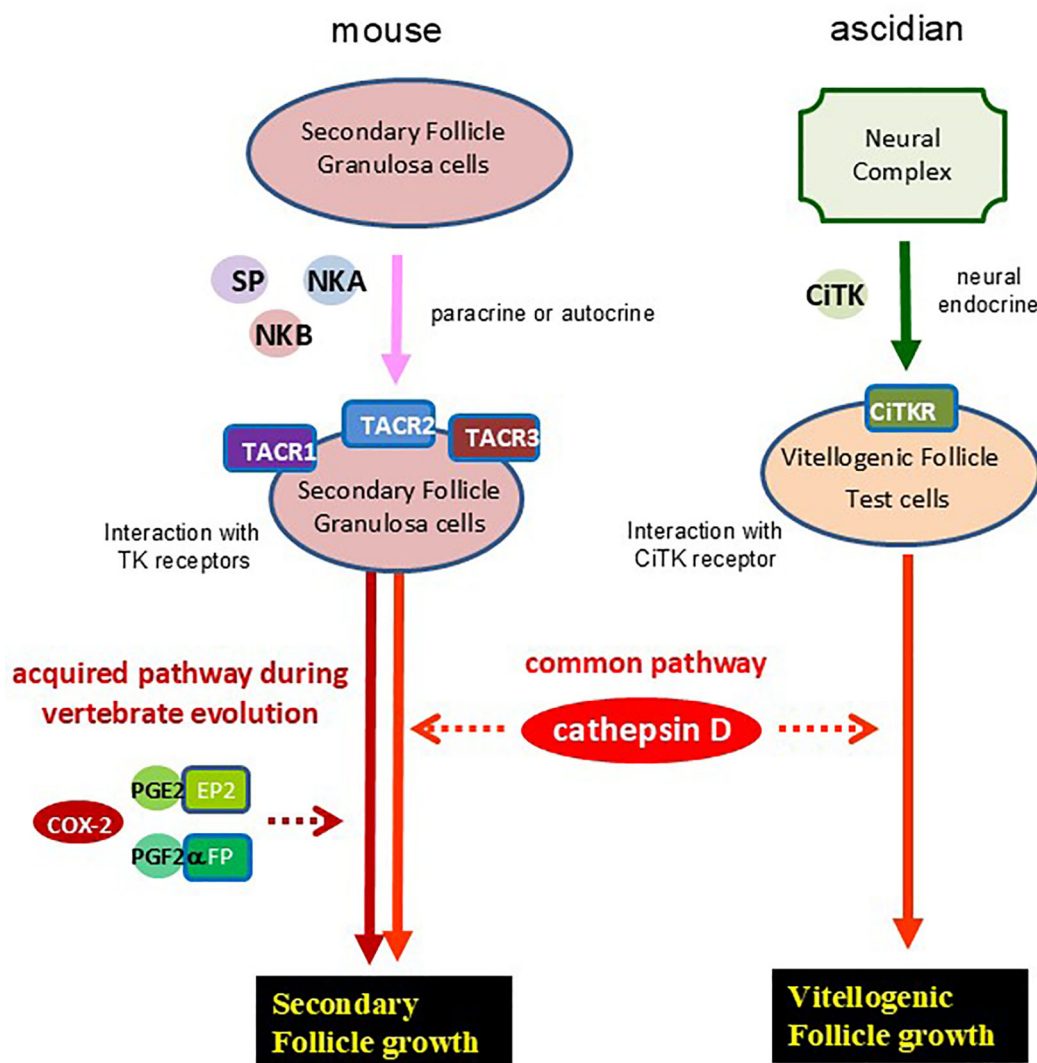 mouse
ascidian
Secondary Follicle
Granulosa cells
Neural
Complex
SP
NKA
NKB
paracrine or autocrine
CiTK
neural
endocrine
TACR1
TACR2
TACR3
Secondary Follicle
Granulosa cells
CiTKR
Vitellogenic Follicle
Test cells
Interaction with
TK receptors
Interaction with
CiTK receptor
acquired pathway during
vertebrate evolution
common pathway
cathepsin D
COX-2
PGE2 EP2
PGF2α FP
Secondary
Follicle growth
Vitellogenic
Follicle growth